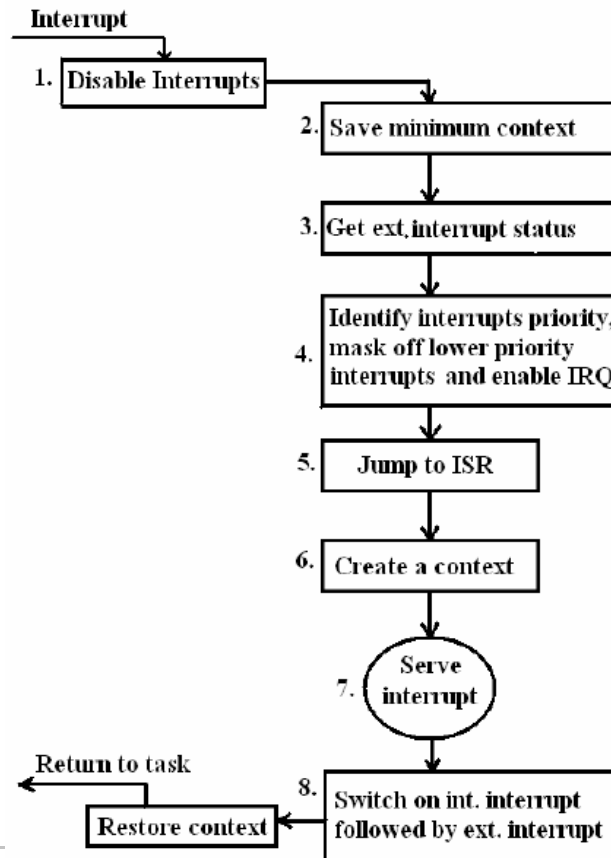 Interrupt
1. Disable Interrupts
2. Save minimum context
3. Get ext. interrupt status
4. Identify interrupts priority,
mask off lower priority
interrupts and enable IRQ
5. Jump to ISR
6. Create a context
7. Serve
interrupt
8. Switch on int. interrupt
followed by ext. interrupt
Return to task
Restore context